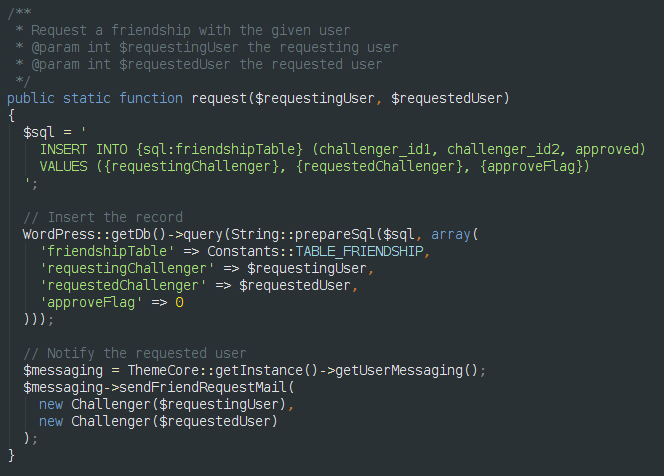 /**
 * Request a friendship with the given user
 * @param int $requestingUser the requesting user
 * @param int $requestedUser the requested user
 */
public static function request($requestingUser, $requestedUser)
{
  $sql = '
    INSERT INTO {sql:friendshipTable} (challenger_id1, challenger_id2, approved)
    VALUES ({requestingChallenger}, {requestedChallenger}, {approveFlag})
  ';

  // Insert the record
  WordPress::getDb()->query(String::prepareSql($sql, array(
    'friendshipTable' => Constants::TABLE_FRIENDSHIP,
    'requestingChallenger' => $requestingUser,
    'requestedChallenger' => $requestedUser,
    'approveFlag' => 0
  )));

  // Notify the requested user
  $messaging = ThemeCore::getInstance()->getUserMessaging();
  $messaging->sendFriendRequestMail(
    new Challenger($requestingUser),
    new Challenger($requestedUser)
  );
}